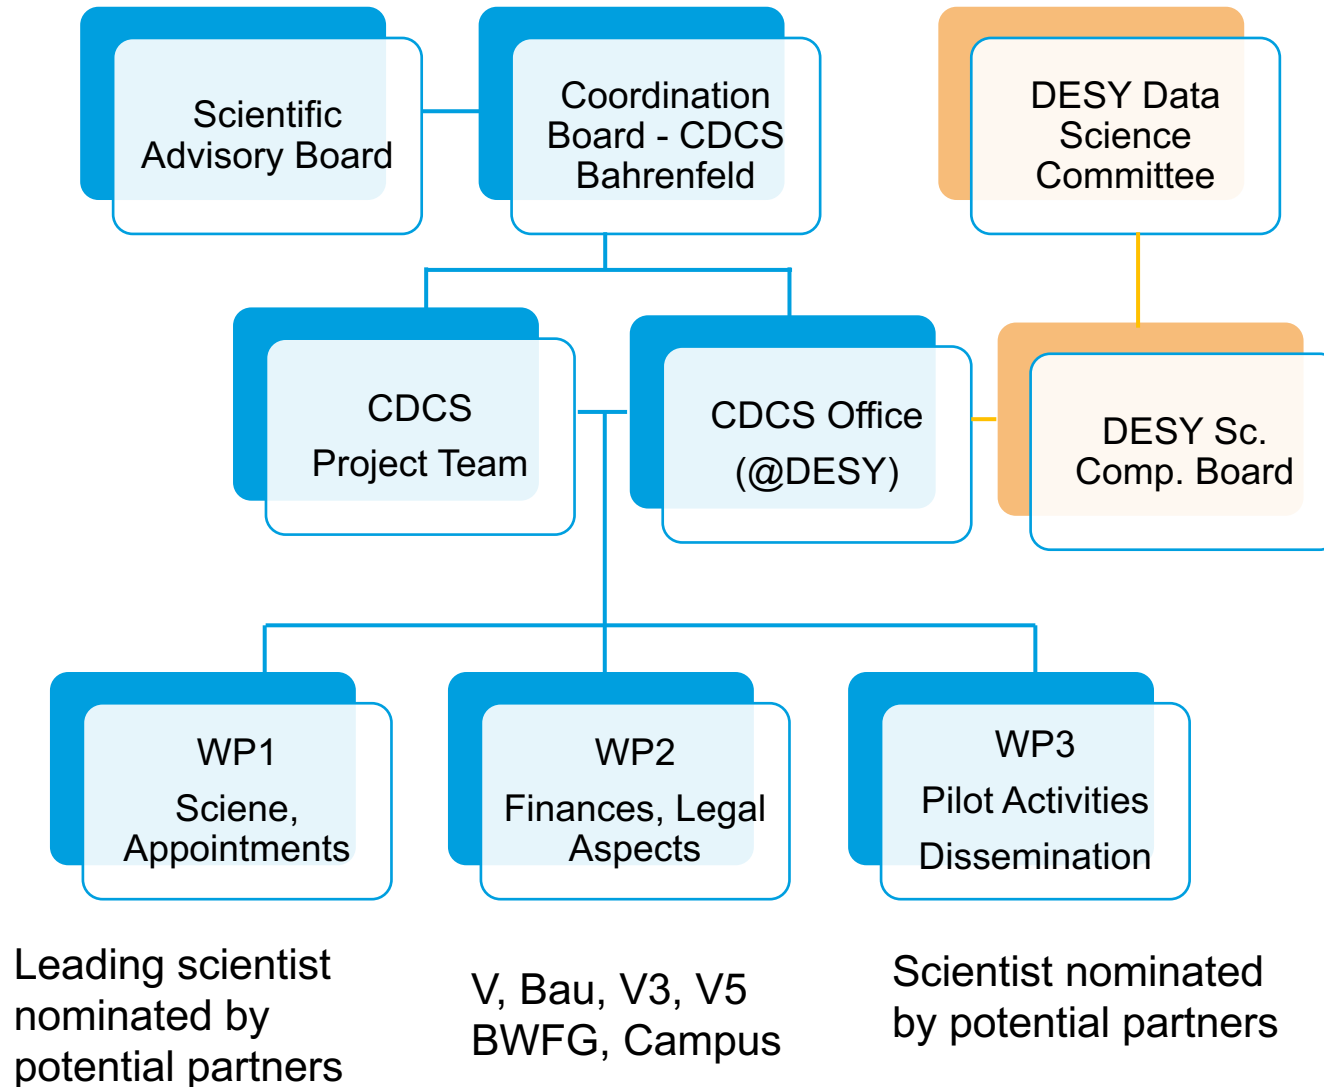 Scientific
Advisory Board
Coordination
Board - CDCS
Bahrenfeld
DESY Data
Science
Committee
CDCS
Project Team
CDCS Office
(@DESY)
DESY Sc.
Comp. Board
WP1
Sciene,
Appointments
WP2
Finances, Legal
Aspects
WP3
Pilot Activities
Dissemination
Leading scientist
nominated by
potential partners
V, Bau, V3, V5
BWFG, Campus
Scientist nominated
by potential partners